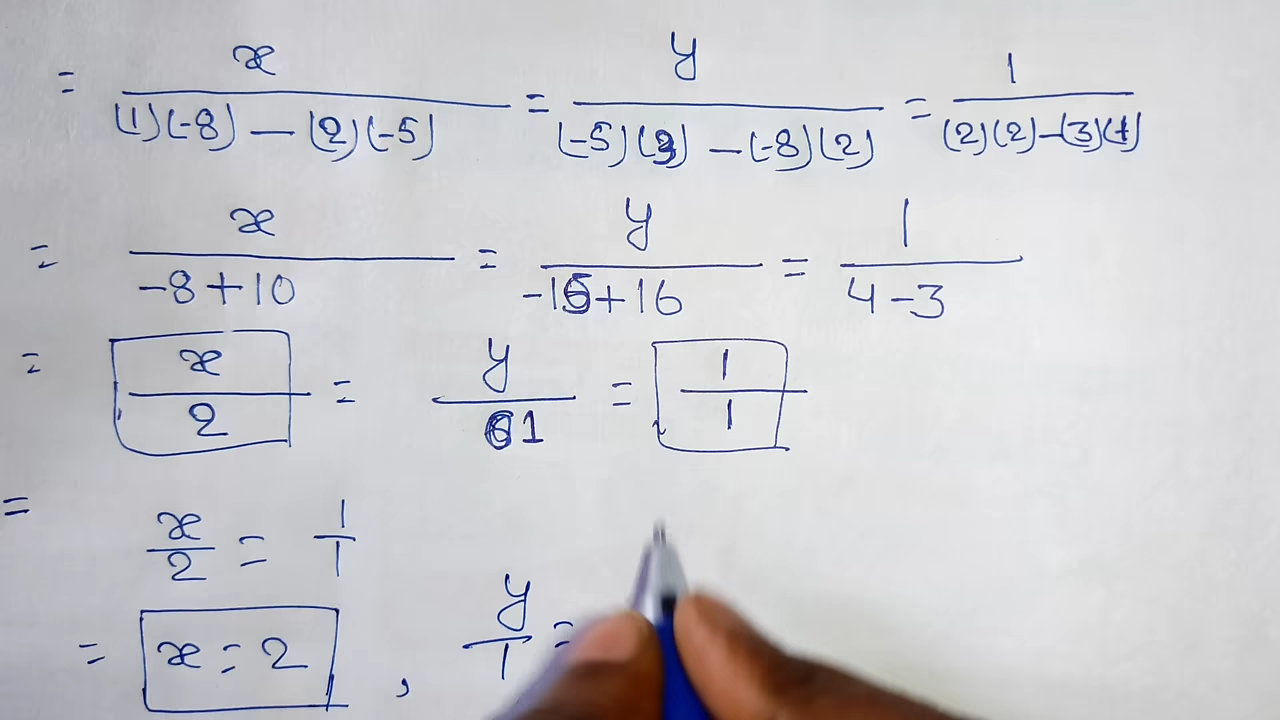 = x / (1)(-8) - (2)(-5) = y / (-5)(3) - (-8)(2) = 1 / (2)(2) - (3)(1)
= x / -8+10 = y / -15+16 = 1 / 4-3
= x / 2 = y / 1 = 1 / 1
= x / 2 = 1 / 1
= x = 2 , y / 1 =